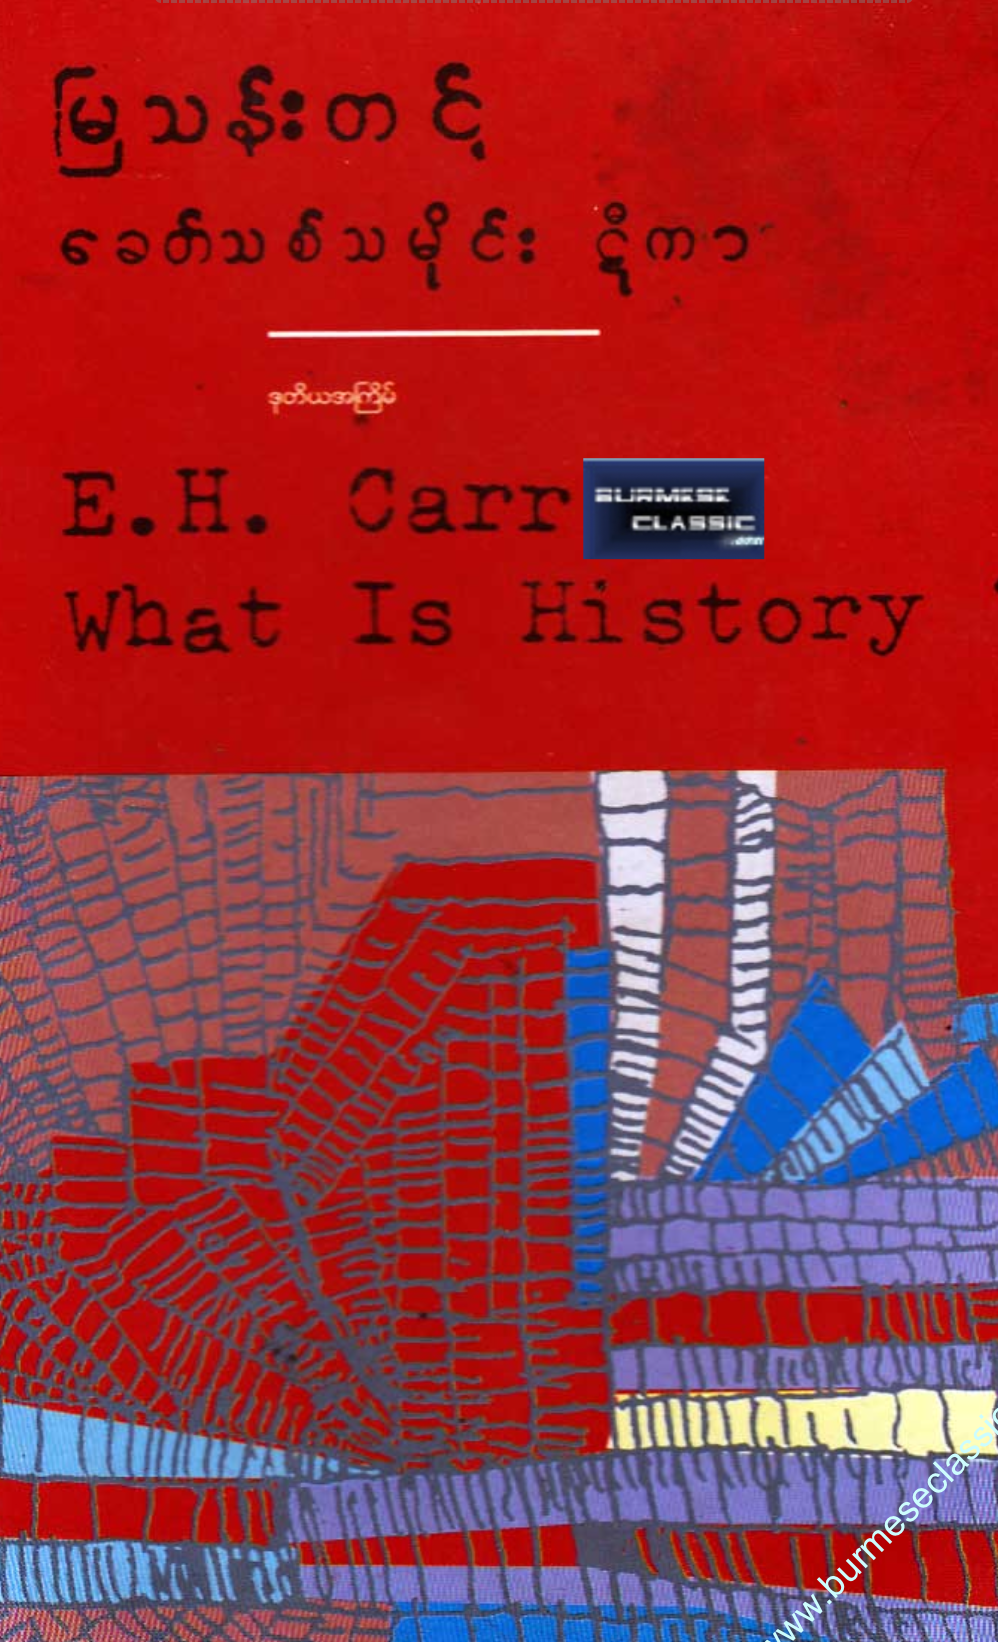 မြသန်းတင့်
ခေတ်သစ်သမိုင်း ဋီကာ
ဒုတိယအကြိမ်
E.H. Carr
BURMESE
CLASSIC
.com
What Is History
www.burmeseclassic